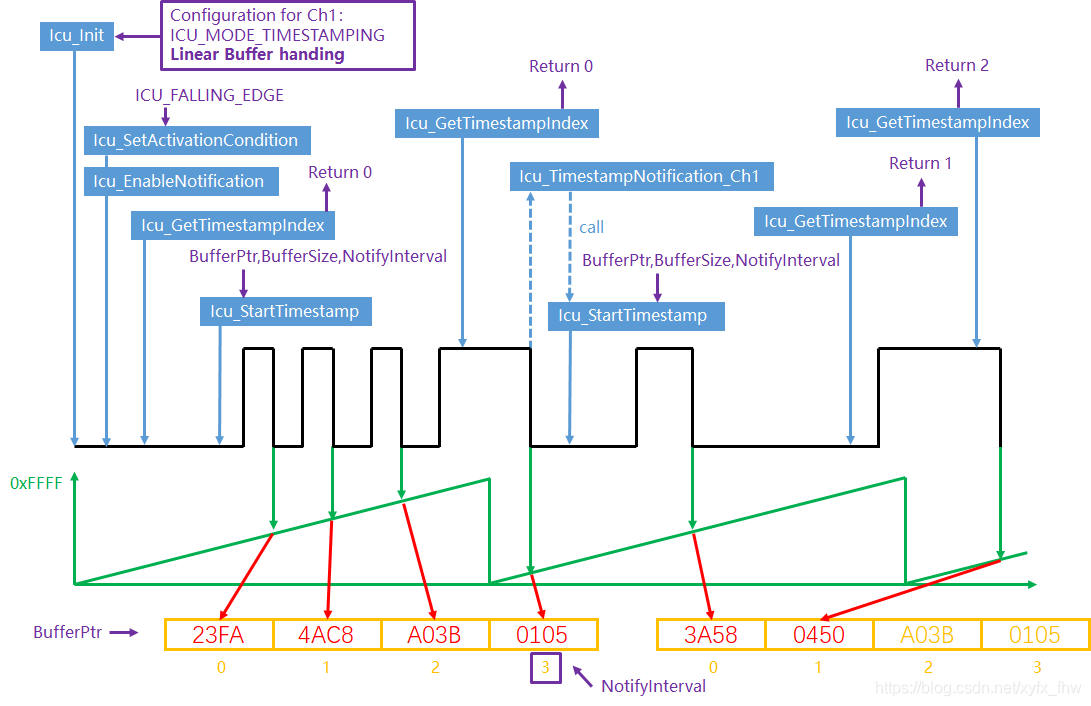 Icu_Init
Configuration for Ch1:
ICU_MODE_TIMESTAMPING
Linear Buffer handing
ICU_FALLING_EDGE
Icu_SetActivationCondition
Icu_EnableNotification
Return 0
Icu_GetTimestampIndex
BufferPtr,BufferSize,NotifyInterval
Icu_StartTimestamp
Return 0
Icu_GetTimestampIndex
Icu_TimestampNotification_Ch1
call
BufferPtr,BufferSize,NotifyInterval
Icu_StartTimestamp
Return 2
Icu_GetTimestampIndex
Return 1
Icu_GetTimestampIndex
0xFFFF
BufferPtr
23FA 4AC8 A03B 0105
0 1 2 3
NotifyInterval
3A58 0450 A03B 0105
0 1 2 3
https://blog.csdn.net/xyfx_fhw